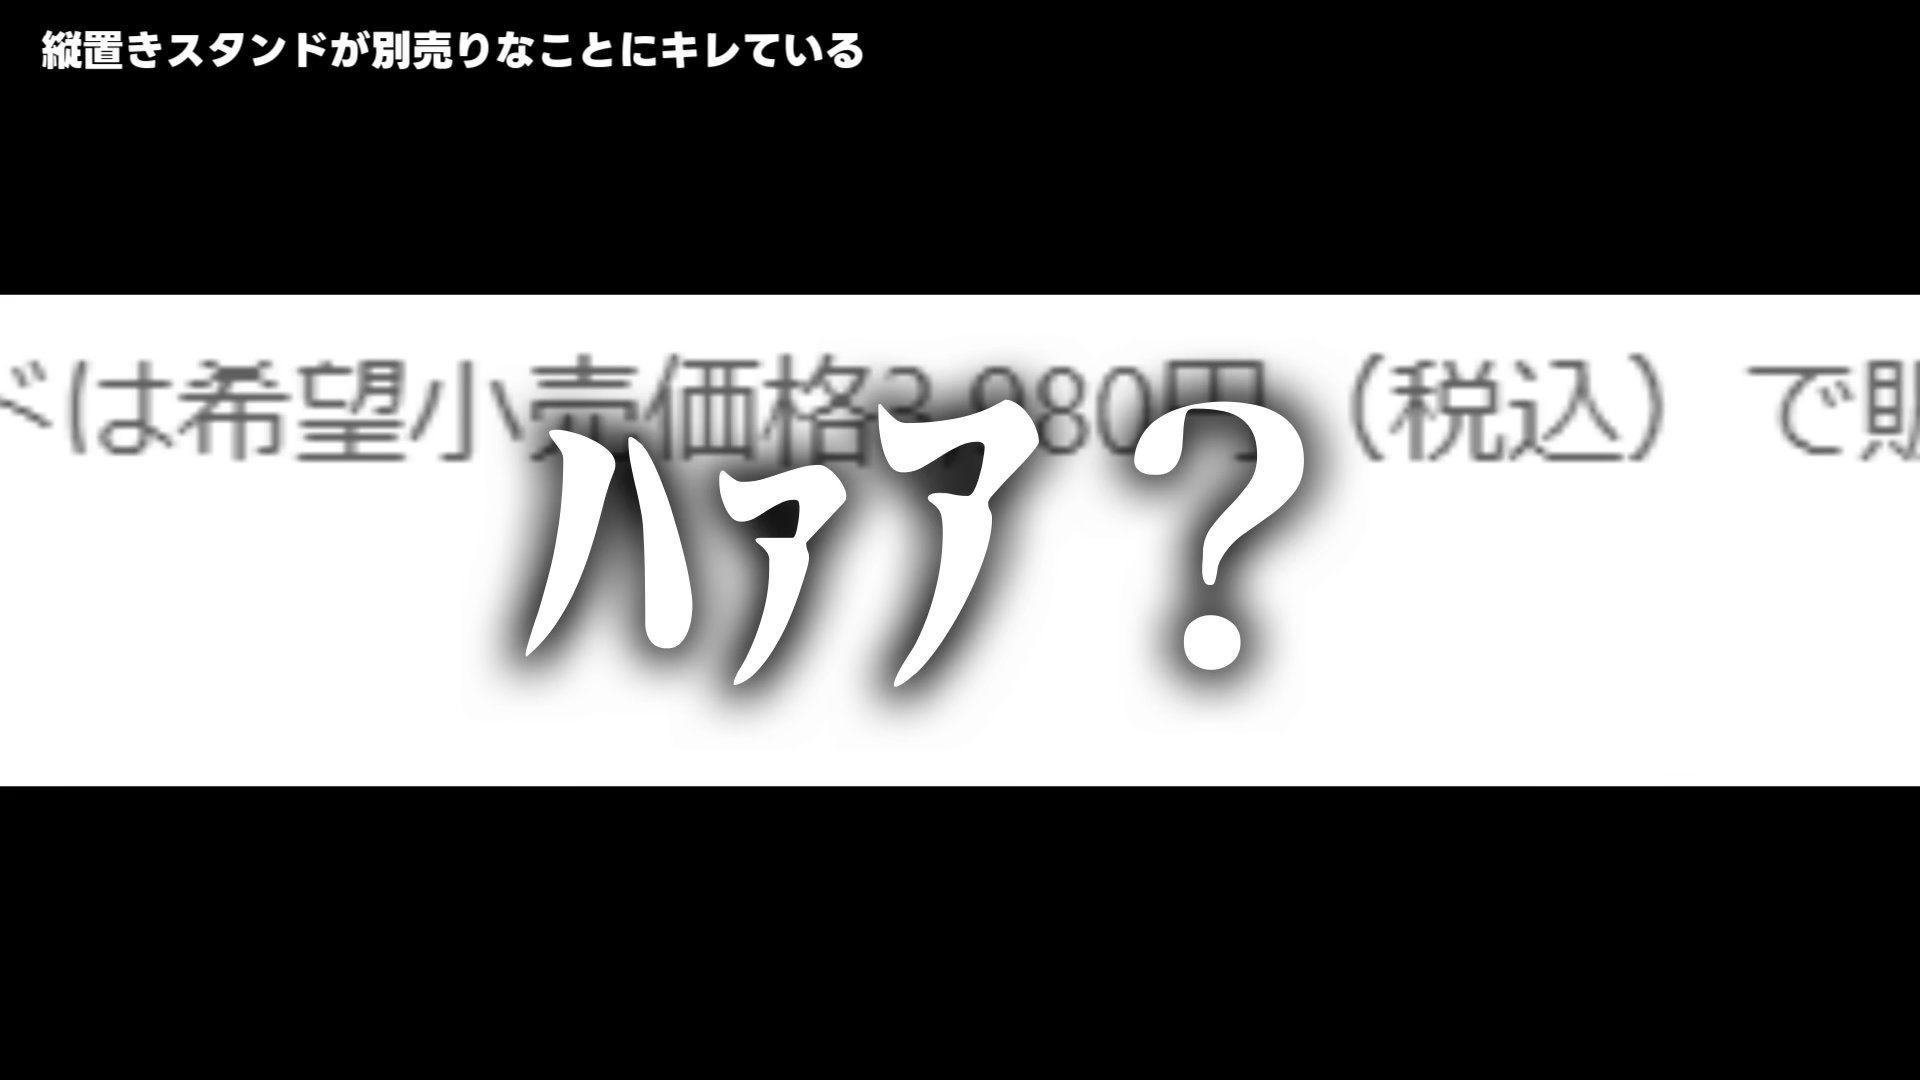 縦置きスタンドが別売りなことにキレている
ドは希望小売価格3,980円（税込）で販
ハァア？